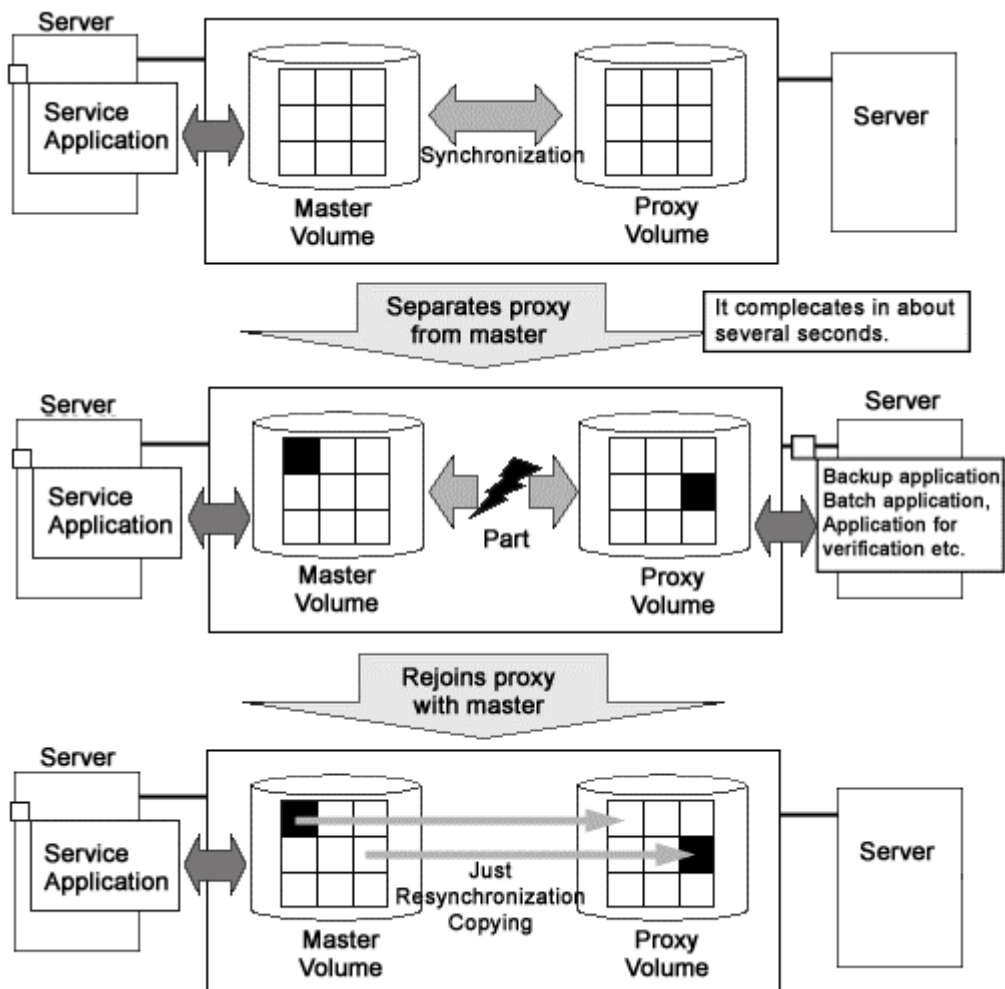 Server
Service
Application
Synchronization
Master
Volume
Proxy
Volume
Server
Separates proxy
from master
It complecates in about
several seconds.
Server
Service
Application
Part
Master
Volume
Proxy
Volume
Server
Backup application,
Batch application,
Application for
verification etc.
Rejoins proxy
with master
Server
Service
Application
Just
Resynchronization
Copying
Master
Volume
Proxy
Volume
Server